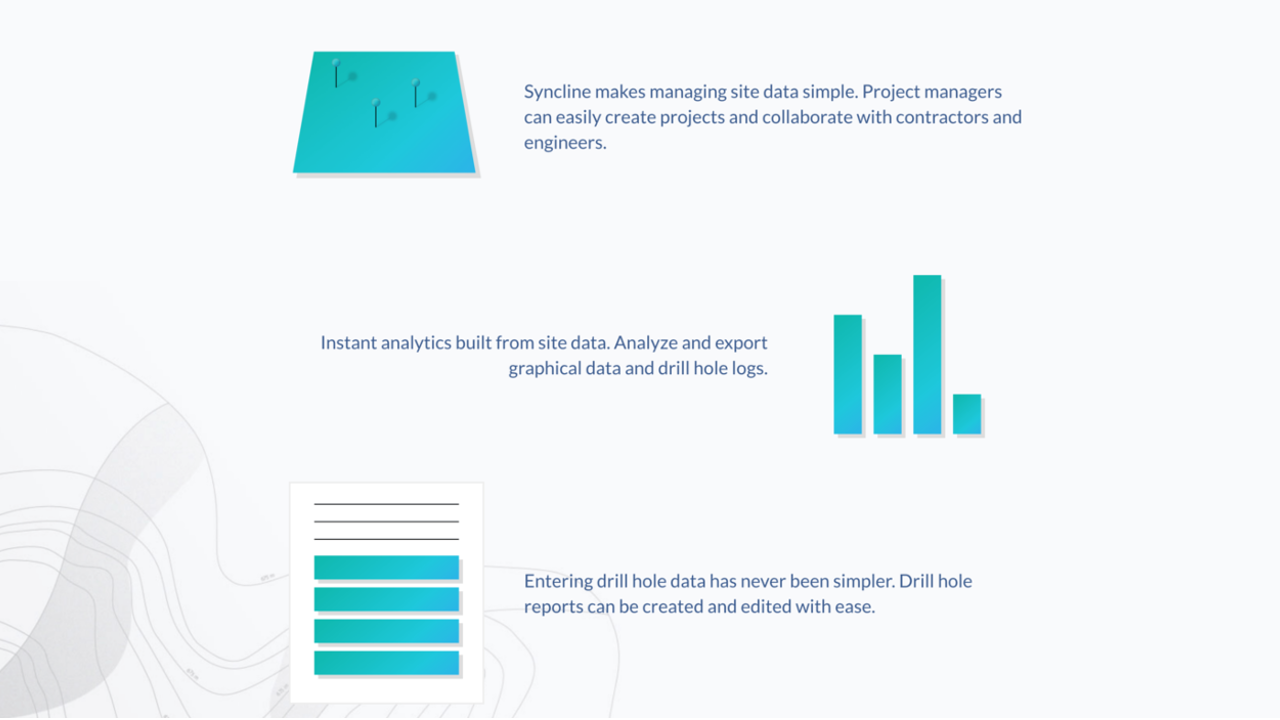 Syncline makes managing site data simple. Project managers
can easily create projects and collaborate with contractors and
engineers.
Instant analytics built from site data. Analyze and export
graphical data and drill hole logs.
Entering drill hole data has never been simpler. Drill hole
reports can be created and edited with ease.